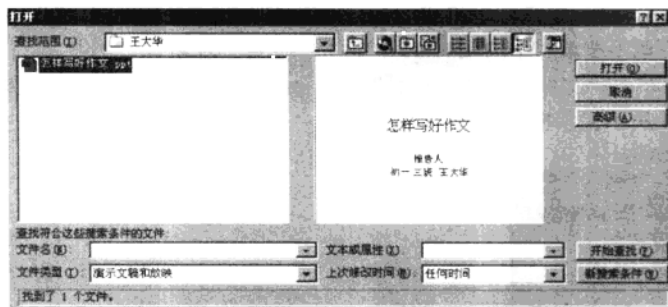 打开
查找范围(I): 王大华
怎样写好作文.ppt
怎样写好作文
报告人
初一三班 王大华
打开(O)
取消
高级(A)...
查找符合这些搜索条件的文件:
文件名(N): 文本或属性(X): 开始查找(F)
文件类型(T): 演示文稿和放映 上次修改时间(M): 任何时间 新搜索条件(W)
找到了 1 个文件。